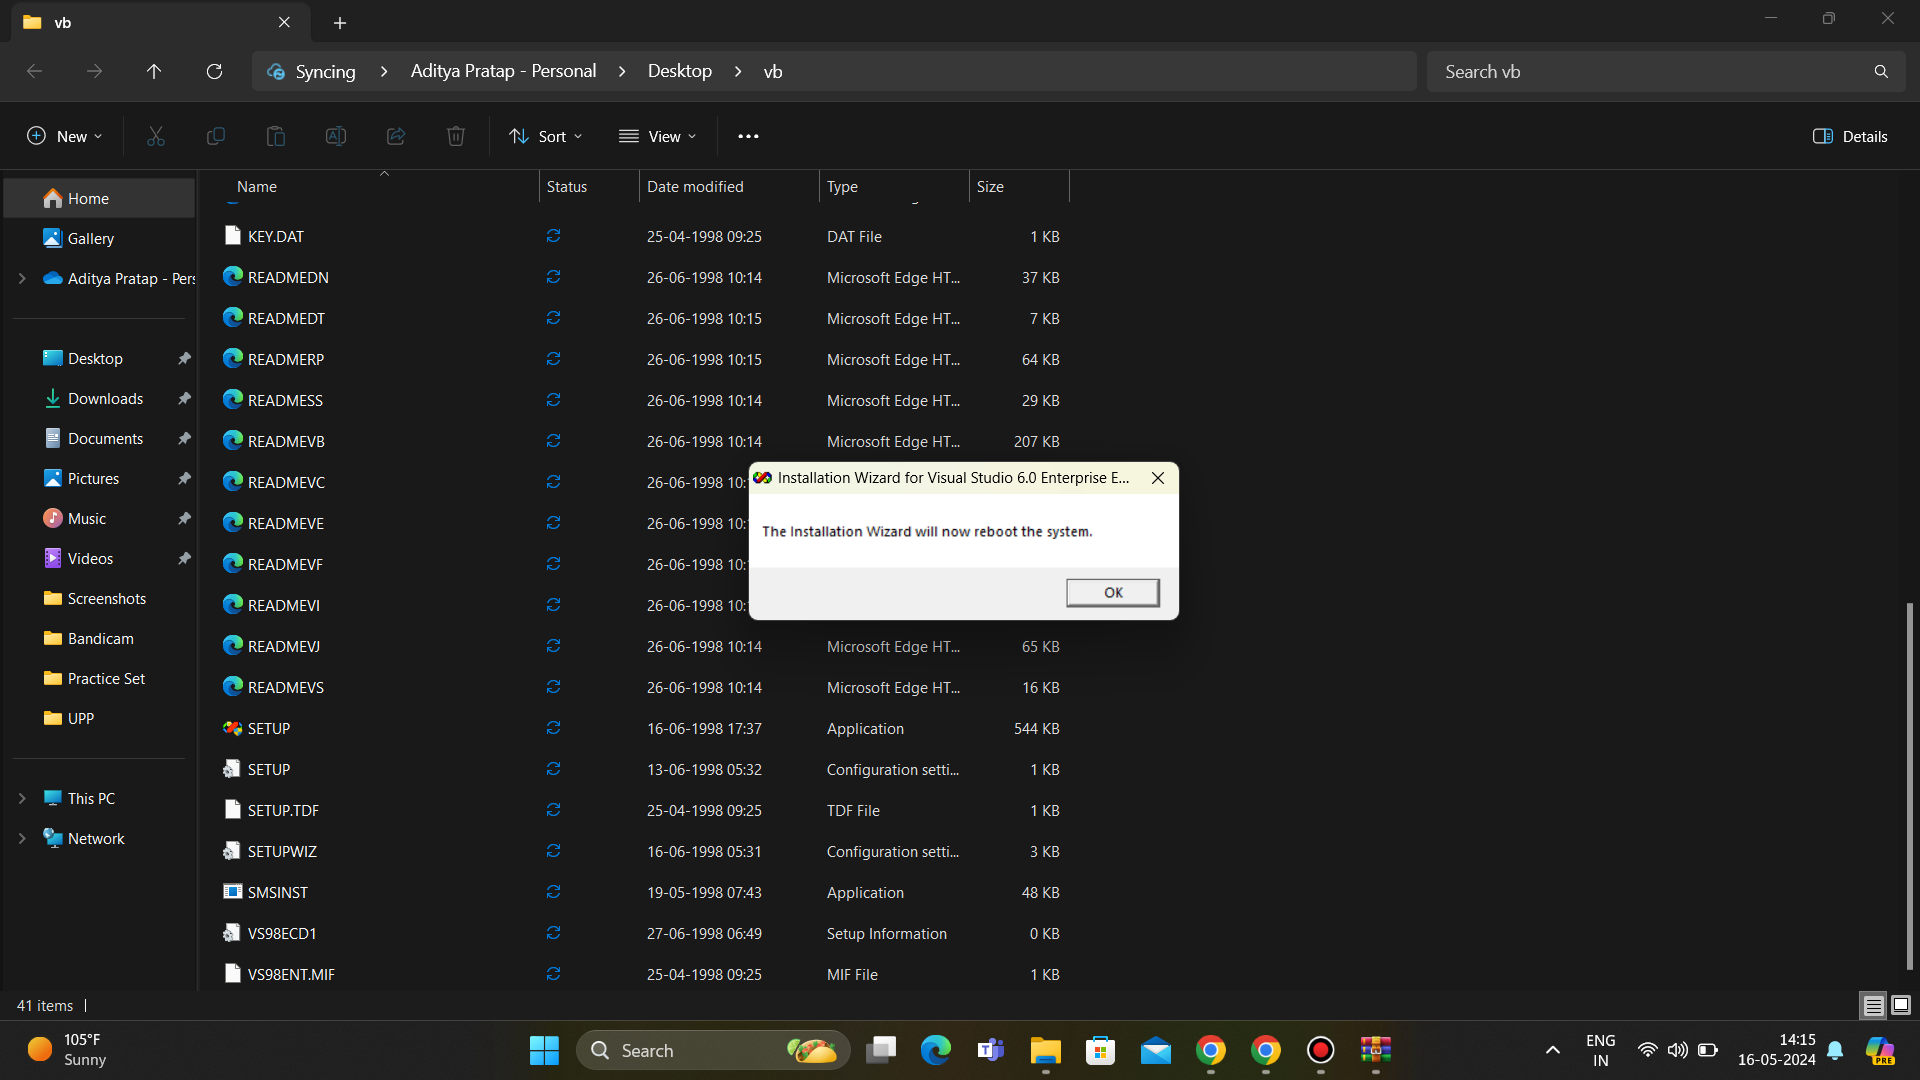 vb
Syncing
Aditya Pratap - Personal
Desktop
vb
Search vb
New
Sort
View
Details
Name
Status
Date modified
Type
Size
Home
Gallery
Aditya Pratap - Pers
Desktop
Downloads
Documents
Pictures
Music
Videos
Screenshots
Bandicam
Practice Set
UPP
This PC
Network
KEY.DAT 25-04-1998 09:25 DAT File 1 KB
READMEDN 26-06-1998 10:14 Microsoft Edge HT... 37 KB
READMEDT 26-06-1998 10:15 Microsoft Edge HT... 7 KB
READMERP 26-06-1998 10:15 Microsoft Edge HT... 64 KB
READMESS 26-06-1998 10:14 Microsoft Edge HT... 29 KB
READMEVB 26-06-1998 10:14 Microsoft Edge HT... 207 KB
READMEVC 26-06-1998 10:
READMEVE 26-06-1998 10:
READMEVF 26-06-1998 10:
READMEVI 26-06-1998 10:
READMEVJ 26-06-1998 10:14 Microsoft Edge HT... 65 KB
READMEVS 26-06-1998 10:14 Microsoft Edge HT... 16 KB
SETUP 16-06-1998 17:37 Application 544 KB
SETUP 13-06-1998 05:32 Configuration setti... 1 KB
SETUP.TDF 25-04-1998 09:25 TDF File 1 KB
SETUPWIZ 16-06-1998 05:31 Configuration setti... 3 KB
SMSINST 19-05-1998 07:43 Application 48 KB
VS98ECD1 27-06-1998 06:49 Setup Information 0 KB
VS98ENT.MIF 25-04-1998 09:25 MIF File 1 KB
Installation Wizard for Visual Studio 6.0 Enterprise E...
The Installation Wizard will now reboot the system.
OK
41 items
105°F
Sunny
Search
ENG
IN
14:15
16-05-2024
PRE